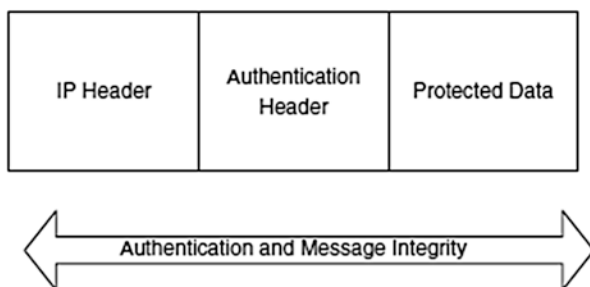 IP Header
Authentication
Header
Protected Data
Authentication and Message Integrity